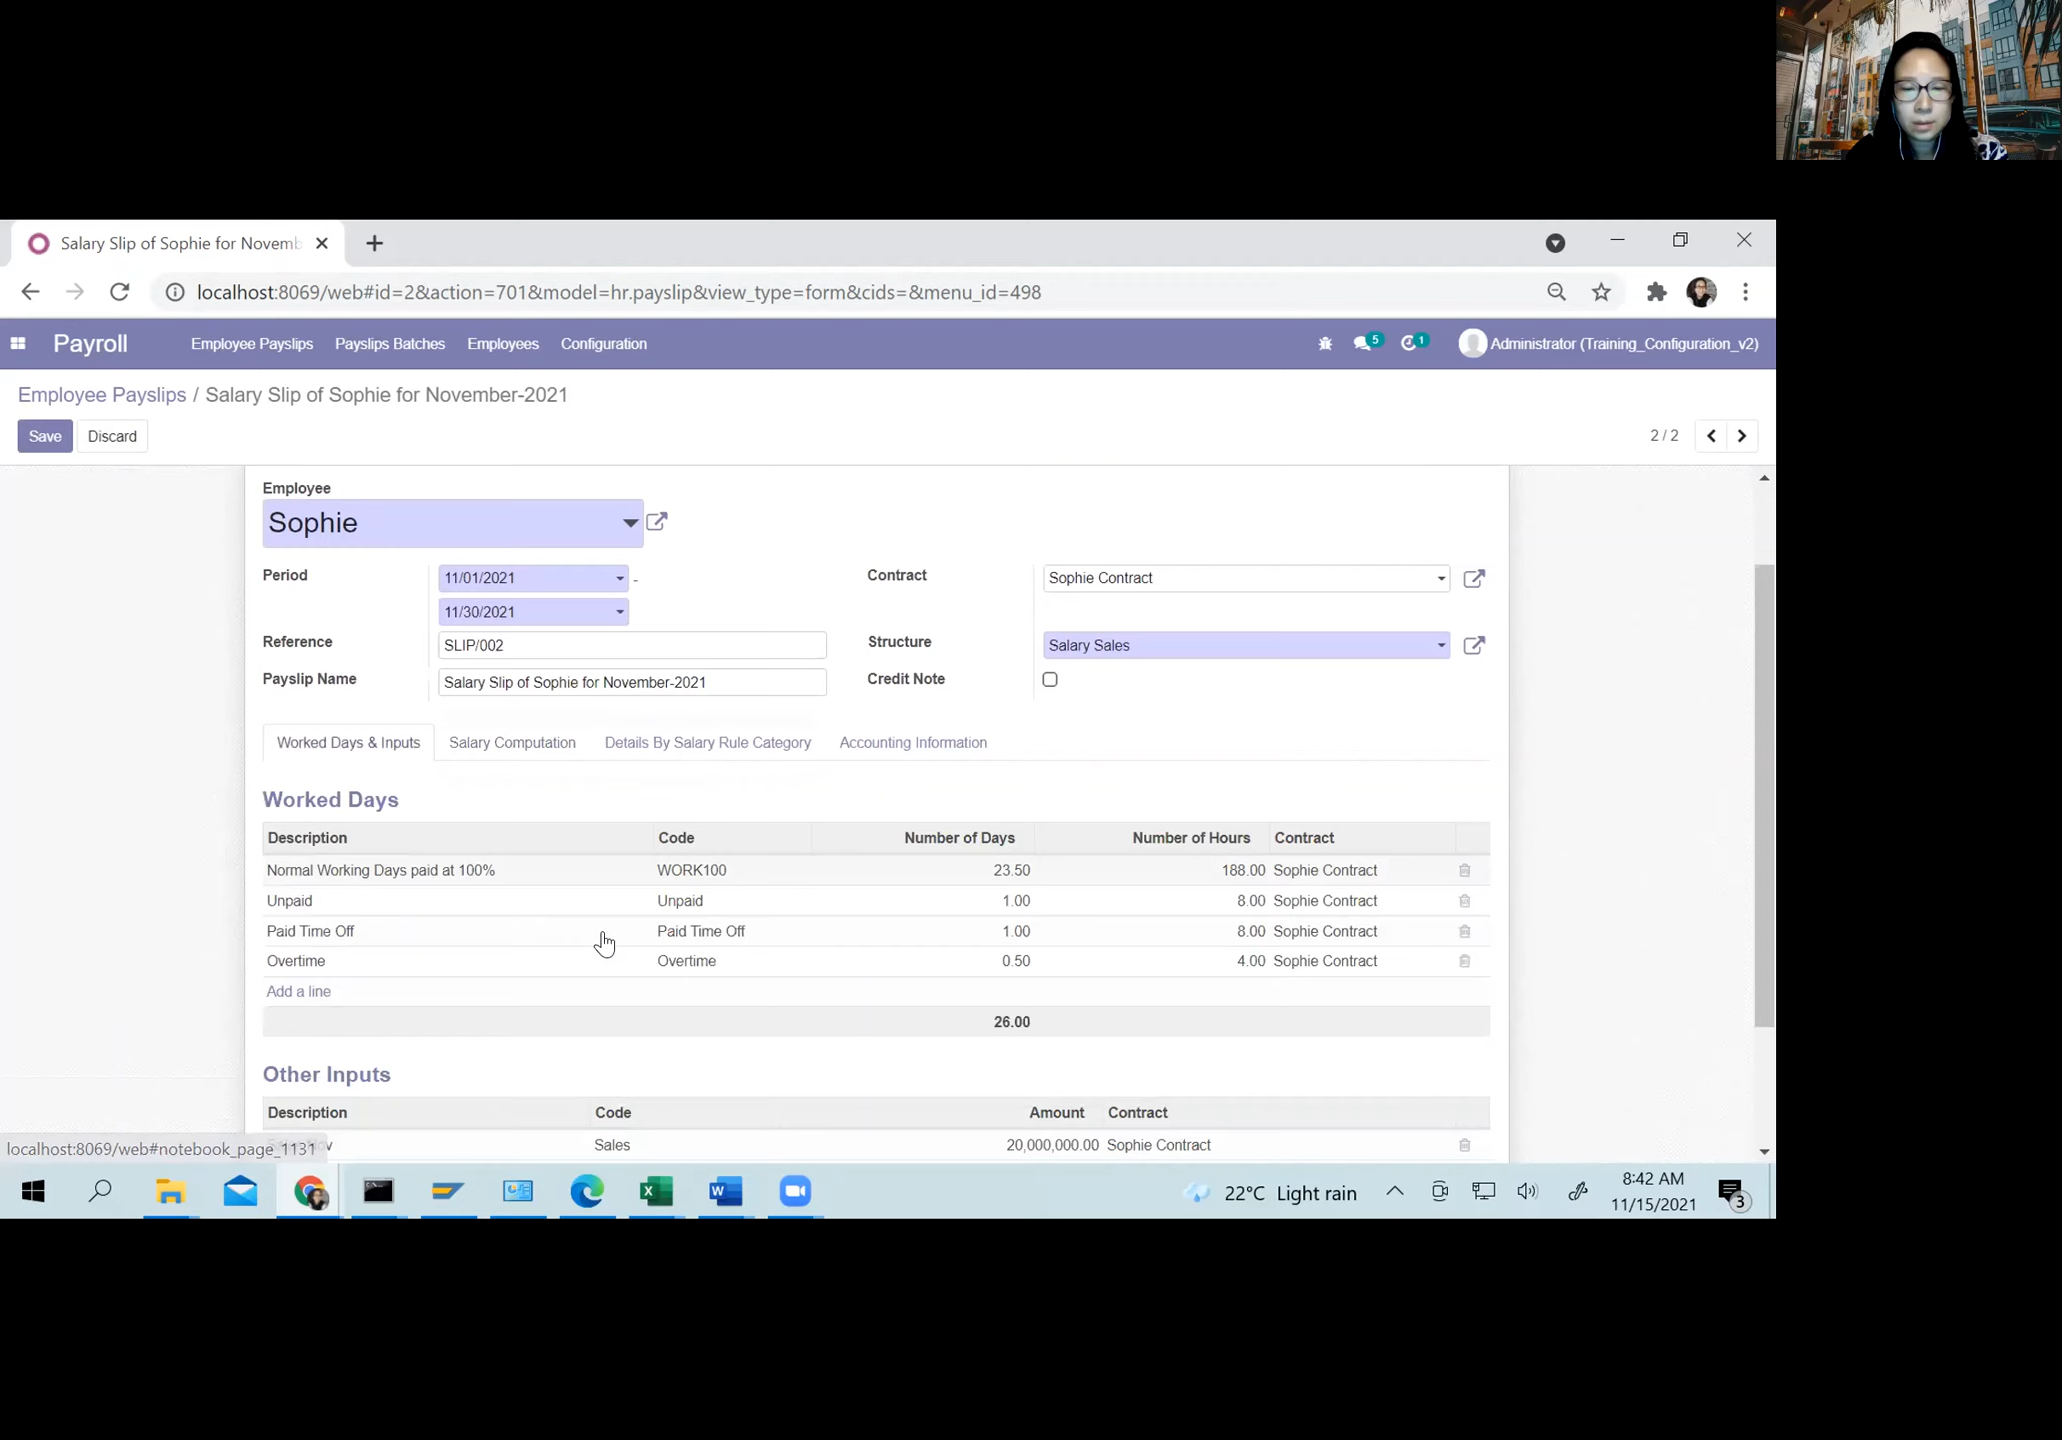 Salary Slip of Sophie for Novemb
localhost:8069/web#id=2&action=701&model=hr.payslip&view_type=form&cids=&menu_id=498
Payroll Employee Payslips Payslips Batches Employees Configuration 5 1 Administrator (Training_Configuration_v2)
Employee Payslips / Salary Slip of Sophie for November-2021
Save Discard 2 / 2
Employee
Sophie
Period 11/01/2021 - Contract Sophie Contract
11/30/2021
Reference SLIP/002 Structure Salary Sales
Payslip Name Salary Slip of Sophie for November-2021 Credit Note
Worked Days & Inputs Salary Computation Details By Salary Rule Category Accounting Information
Worked Days
Description Code Number of Days Number of Hours Contract
Normal Working Days paid at 100% WORK100 23.50 188.00 Sophie Contract
Unpaid Unpaid 1.00 8.00 Sophie Contract
Paid Time Off Paid Time Off 1.00 8.00 Sophie Contract
Overtime Overtime 0.50 4.00 Sophie Contract
Add a line
26.00
Other Inputs
Description Code Amount Contract
Sales 20,000,000.00 Sophie Contract
localhost:8069/web#notebook_page_1131
22°C Light rain 8:42 AM
11/15/2021 3